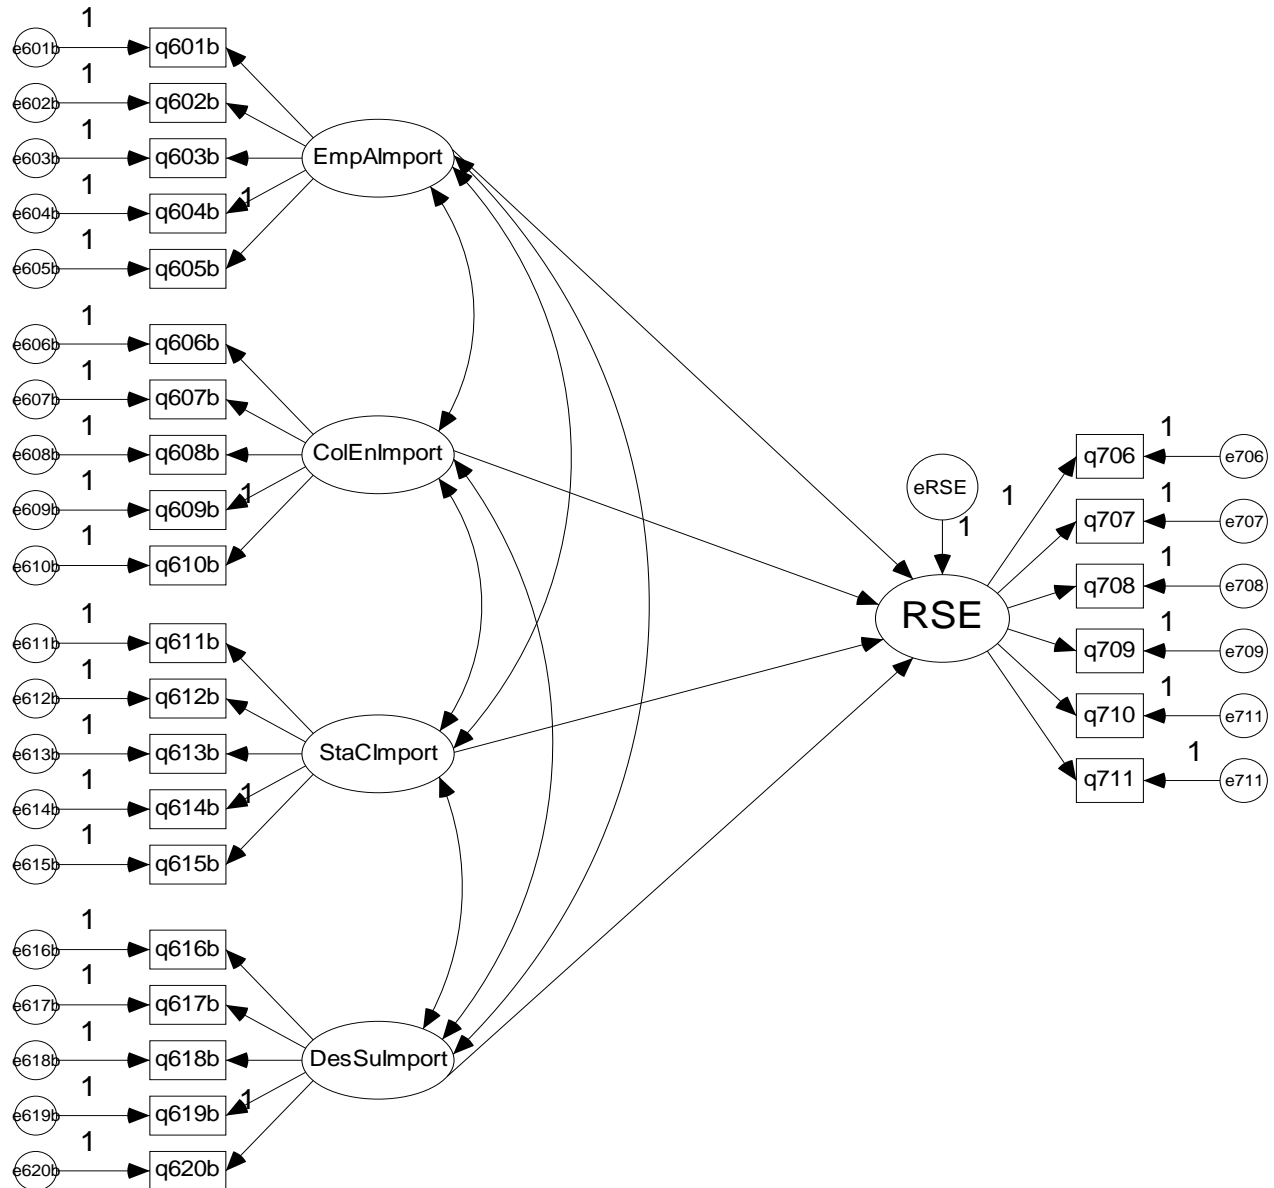 1
e601b q601b
1
e602b q602b
1
e603b q603b
EmpAImport
1
e604b q604b
1
1
e605b q605b
1
e606b q606b
1
e607b q607b
1
e608b q608b
ColEnImport
1
e609b q609b
1
1
e610b q610b
1
e611b q611b
1
e612b q612b
1
e613b q613b
StaCImport
1
e614b q614b
1
1
e615b q615b
1
e616b q616b
1
e617b q617b
1
e618b q618b
DesSuImport
1
e619b q619b
1
1
e620b q620b
eRSE
1
RSE
1
1
q706 e706
1
q707 e707
1
q708 e708
1
q709 e709
1
q710 e711
1
q711 e711